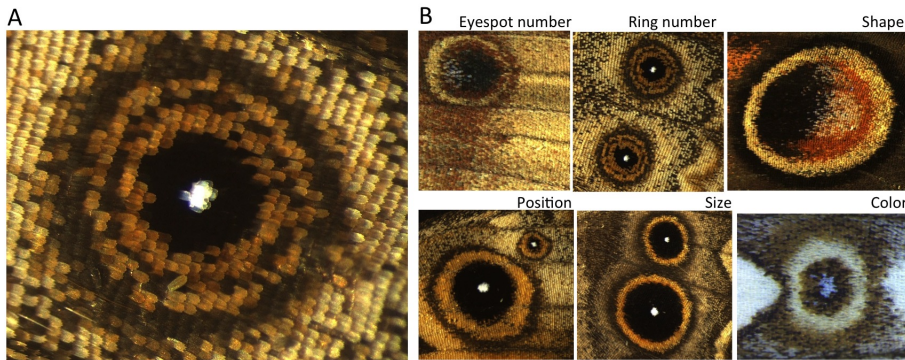 A
B
Eyespot number
Ring number
Shape
Position
Size
Color